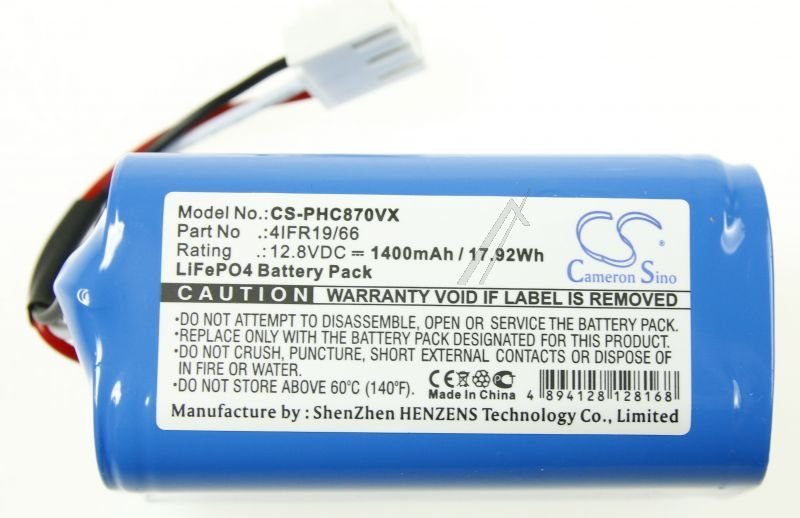 Model No.:CS-PHC870VX
Part No .:4IFR19/66
Rating .:12.8VDC ⎓ 1400mAh / 17.92Wh
LiFePO4 Battery Pack
CS
Cameron Sino
CAUTION WARRANTY VOID IF LABEL IS REMOVED
•DO NOT ATTEMPT TO DISASSEMBLE, OPEN OR SERVICE THE BATTERY PACK.
•REPLACE ONLY WITH THE BATTERY PACK DESIGNATED FOR THIS PRODUCT.
•DO NOT CRUSH, PUNCTURE, SHORT EXTERNAL CONTACTS OR DISPOSE
OF IN FIRE OR WATER.
•DO NOT STORE ABOVE 60°C (140°F).
CE
Made In China
4 894128 128168
Manufacture by : ShenZhen HENZENS Technology Co., Limited